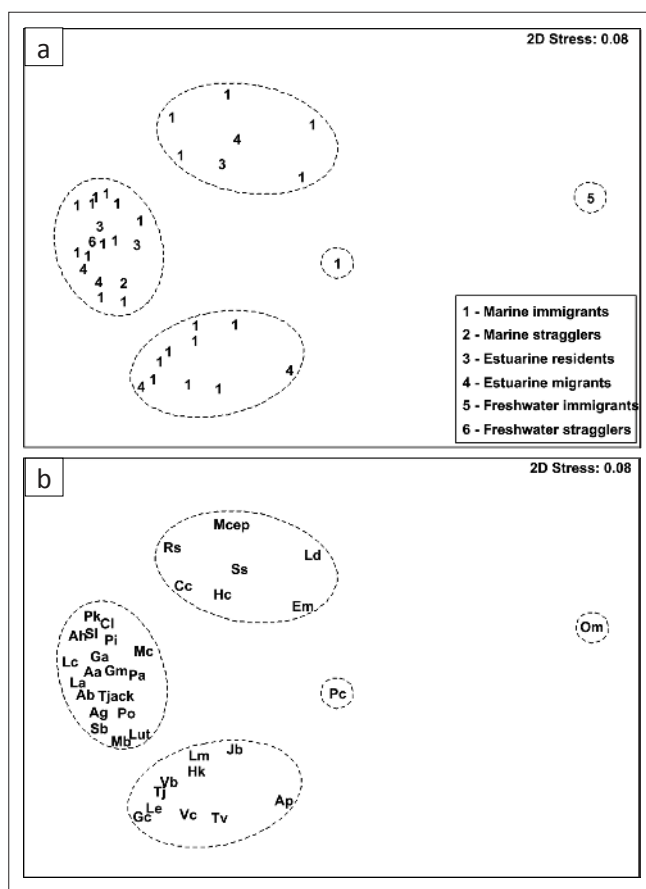 2D Stress: 0.08
a
1
1 1
4
1 3
1
1 1
1 1 1 5
1
3
6 1 1 3
1 1
1
4
4 2
1 1
1 1
1
1
1
4
1
4 1 1
1 - Marine immigrants
2 - Marine stragglers
3 - Estuarine residents
4 - Estuarine migrants
5 - Freshwater immigrants
6 - Freshwater stragglers
2D Stress: 0.08
b
Mcep
Rs Ld
Ss
Cc Hc
Em
Pk Cl
Ah Sl Pi
Om
Mc
Lc Ga
Aa Gm Pa
La
Ab Tjack
Pc
Ag Po
Sb Lut
Mb
Lm Jb
Hk
Vb
Tj
Le Ap
Gc Vc Tv